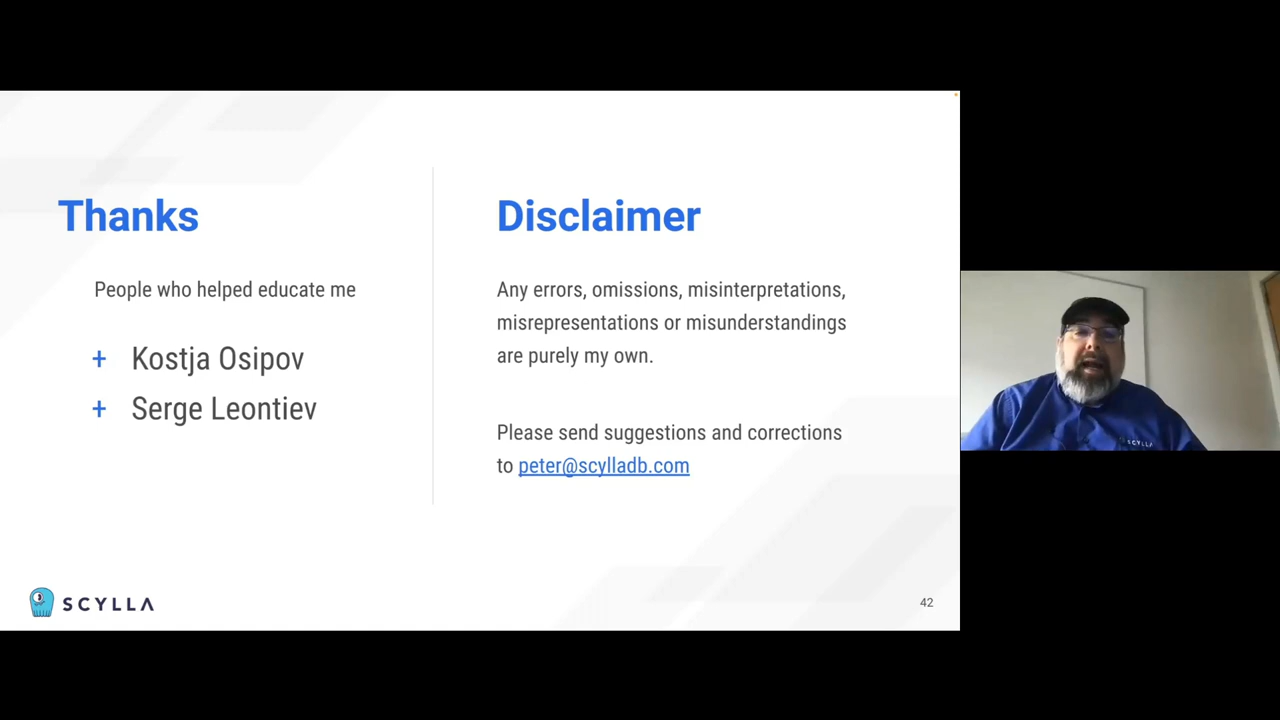 Thanks
People who helped educate me
+ Kostja Osipov
+ Serge Leontiev
Disclaimer
Any errors, omissions, misinterpretations,
misrepresentations or misunderstandings
are purely my own.
Please send suggestions and corrections
to peter@scylladb.com
SCYLLA
42
SCYLLA